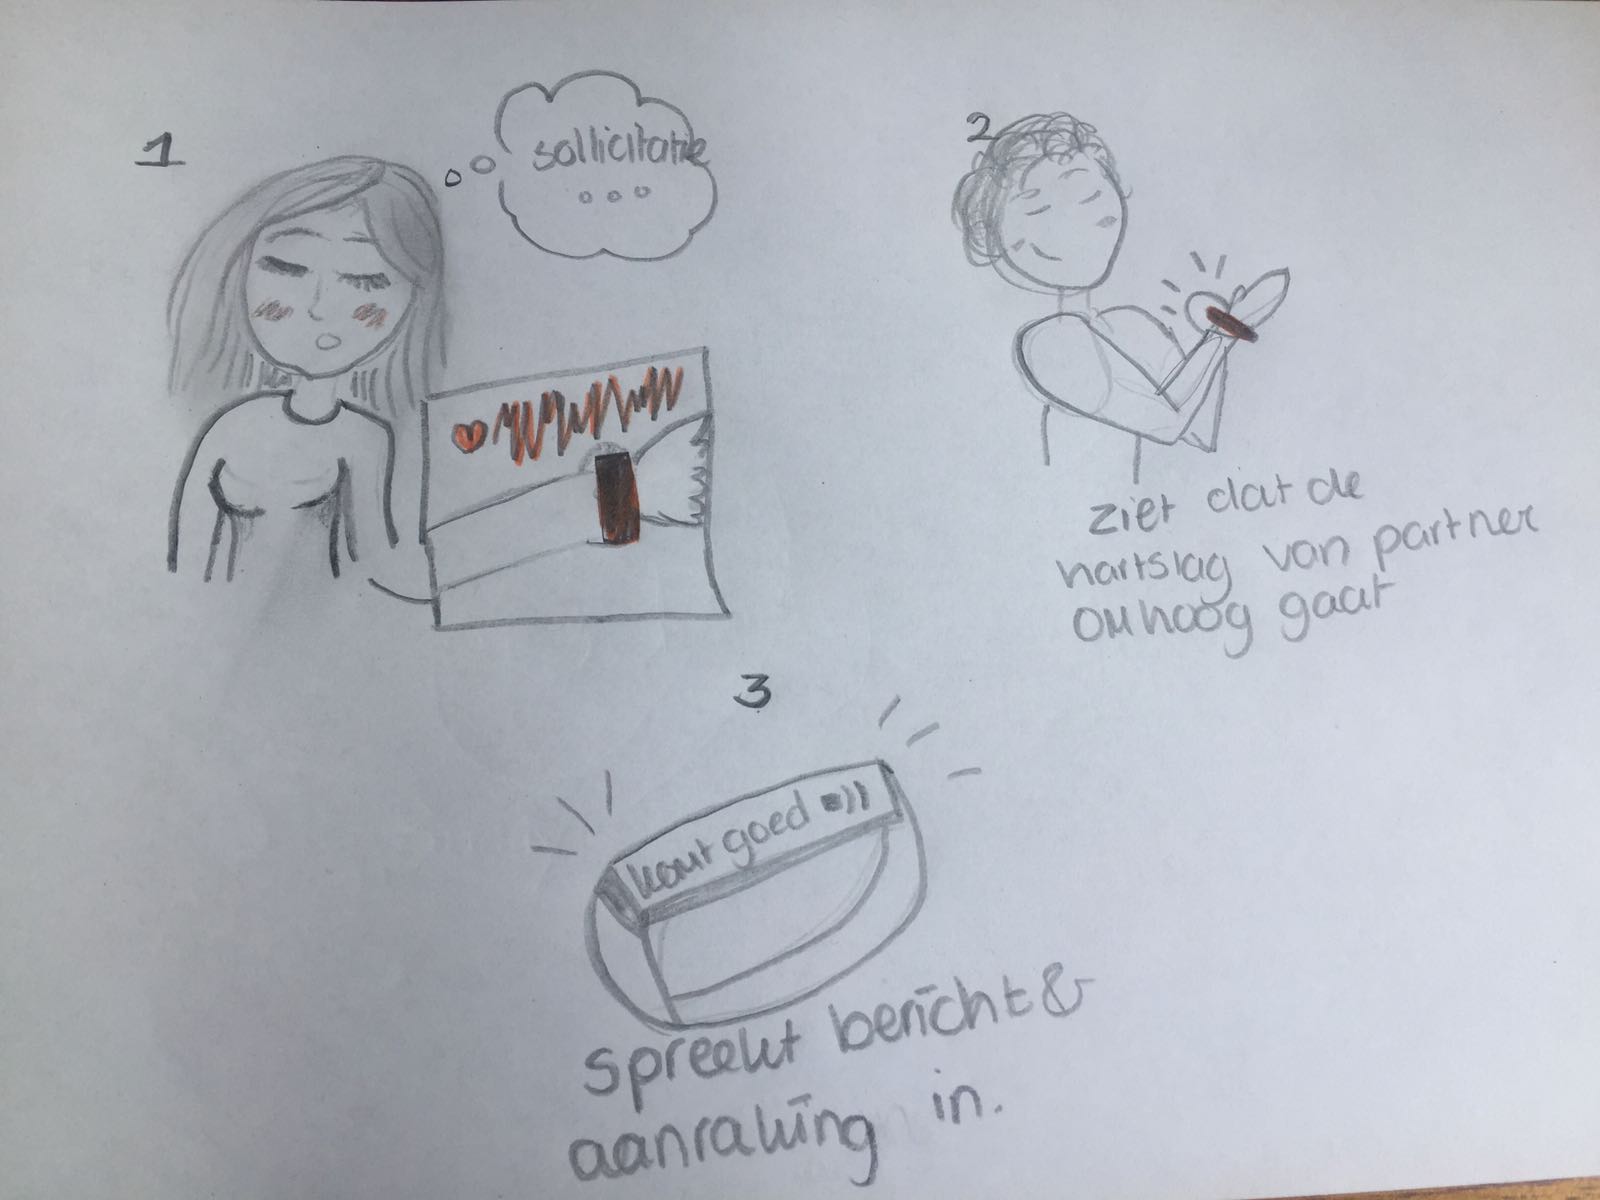 1
sollicitatie
...
2
ziet dat de
hartslag van partner
omhoog gaat
3
komt goed
spreekt bericht &
aanraking in.